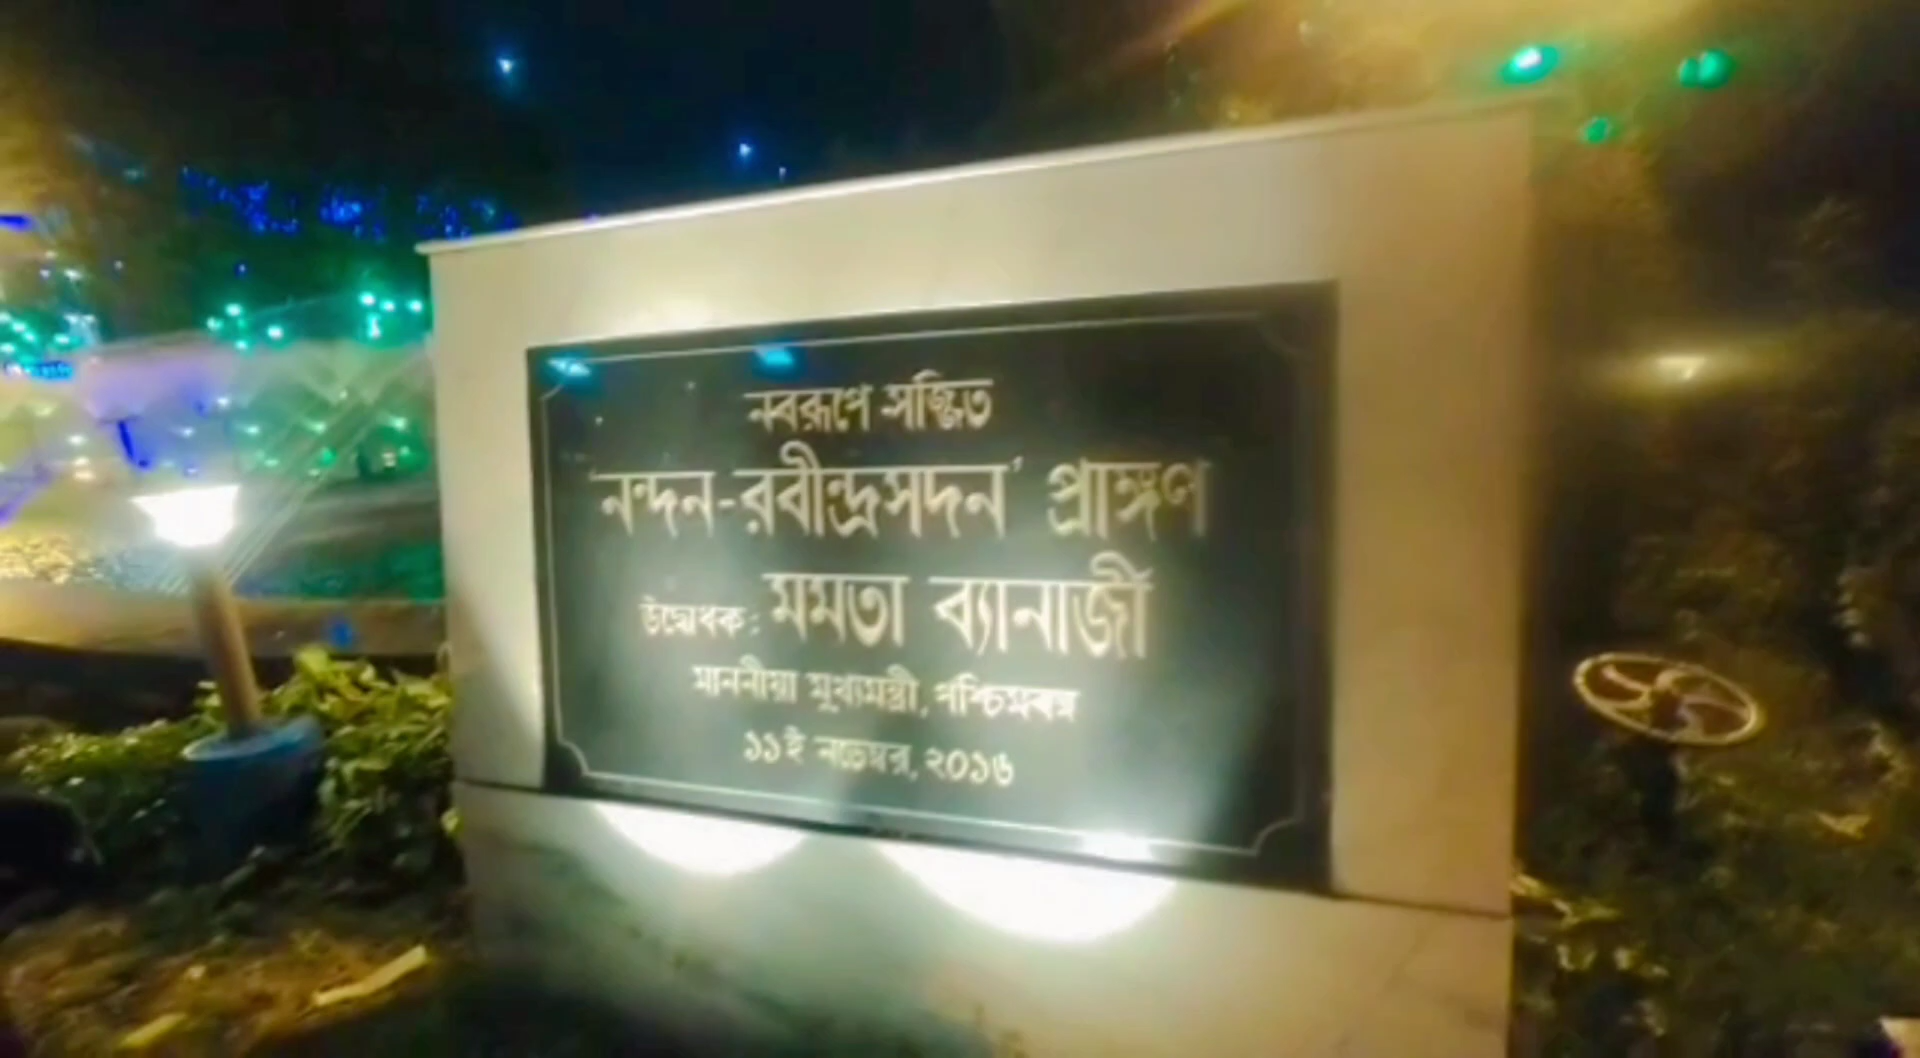 নবরূপে সজ্জিত
'নন্দন-রবীন্দ্রসদন' প্রাঙ্গণ
উদ্বোধক: মমতা ব্যানার্জী
মাননীয়া মুখ্যমন্ত্রী, পশ্চিমবঙ্গ
১১ই নভেম্বর, ২০১৬